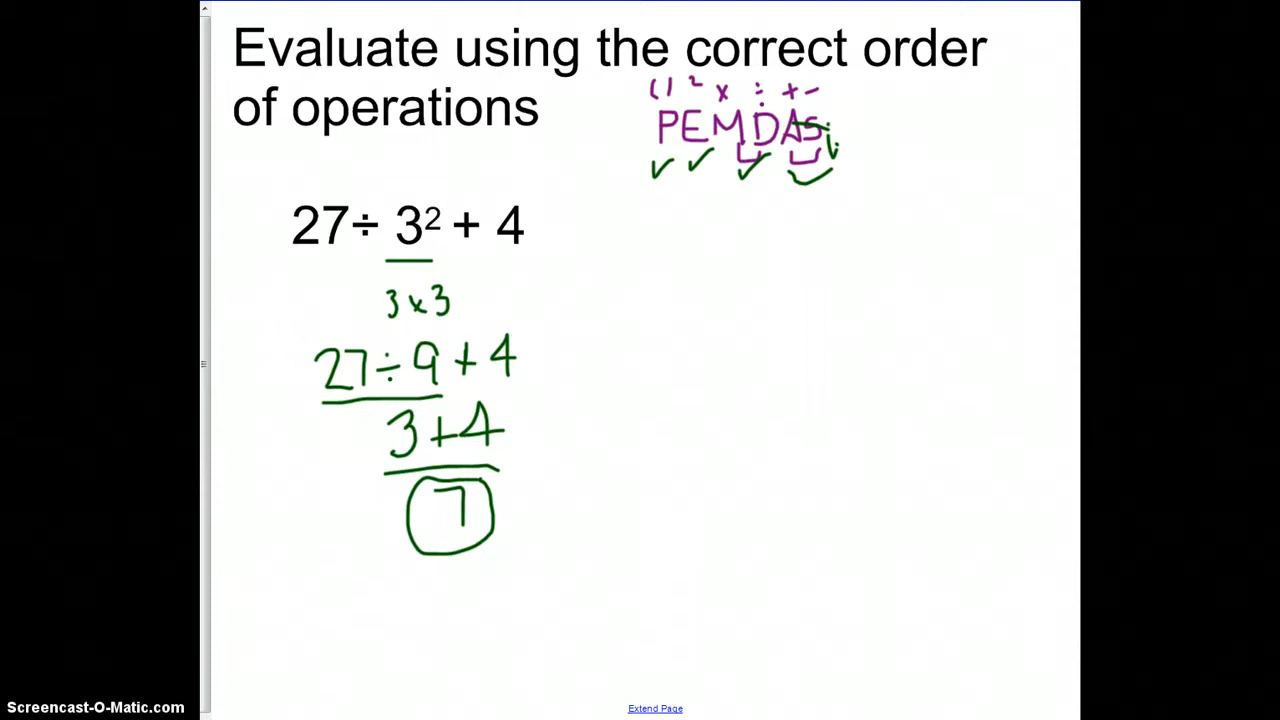 Evaluate using the correct order
of operations
( ) ² × ÷ + −
PEMDAS
27÷ 3² + 4
3 × 3
27 ÷ 9 + 4
3 + 4
7
Screencast-O-Matic.com
Extend Page